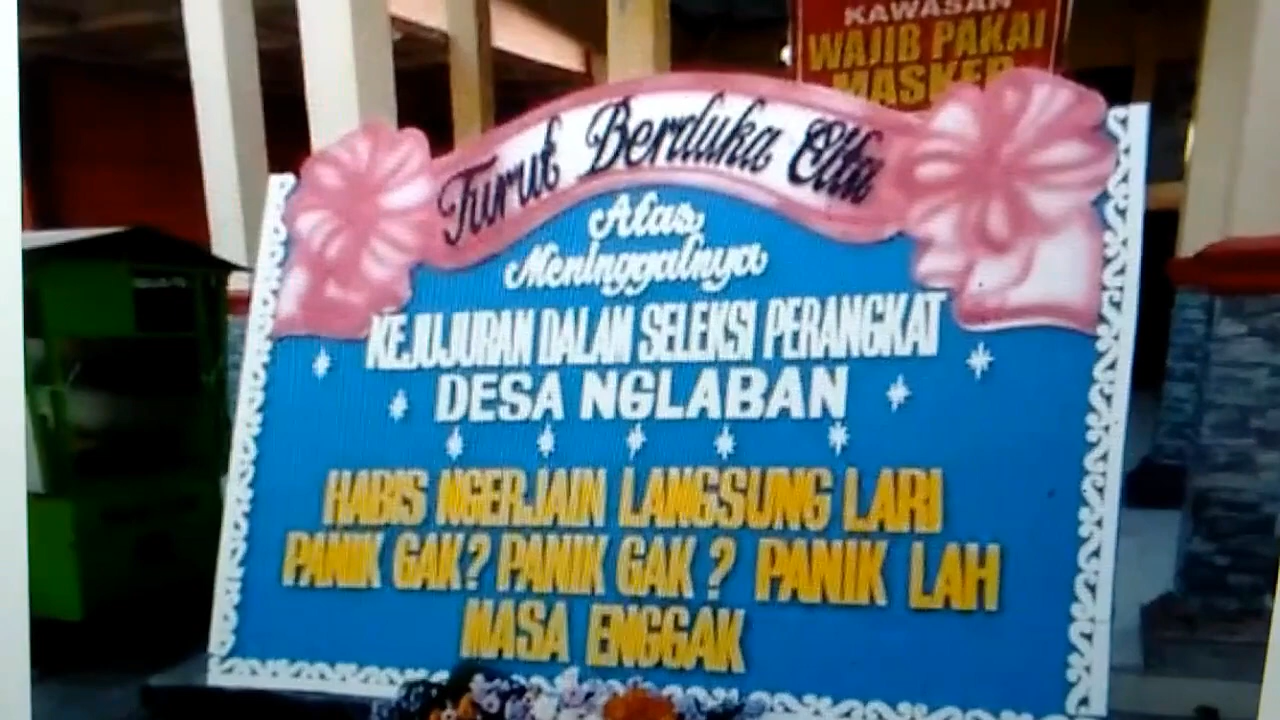 KAWASAN
WAJIB PAKAI
MASKER
Turut Berduka Cita
Atas
Meninggalnya
KEJUJURAN DALAM SELEKSI PERANGKAT
DESA NGLABAN
HABIS NGERJAIN LANGSUNG LARI
PANIK GAK? PANIK GAK? PANIK LAH
MASA ENGGAK